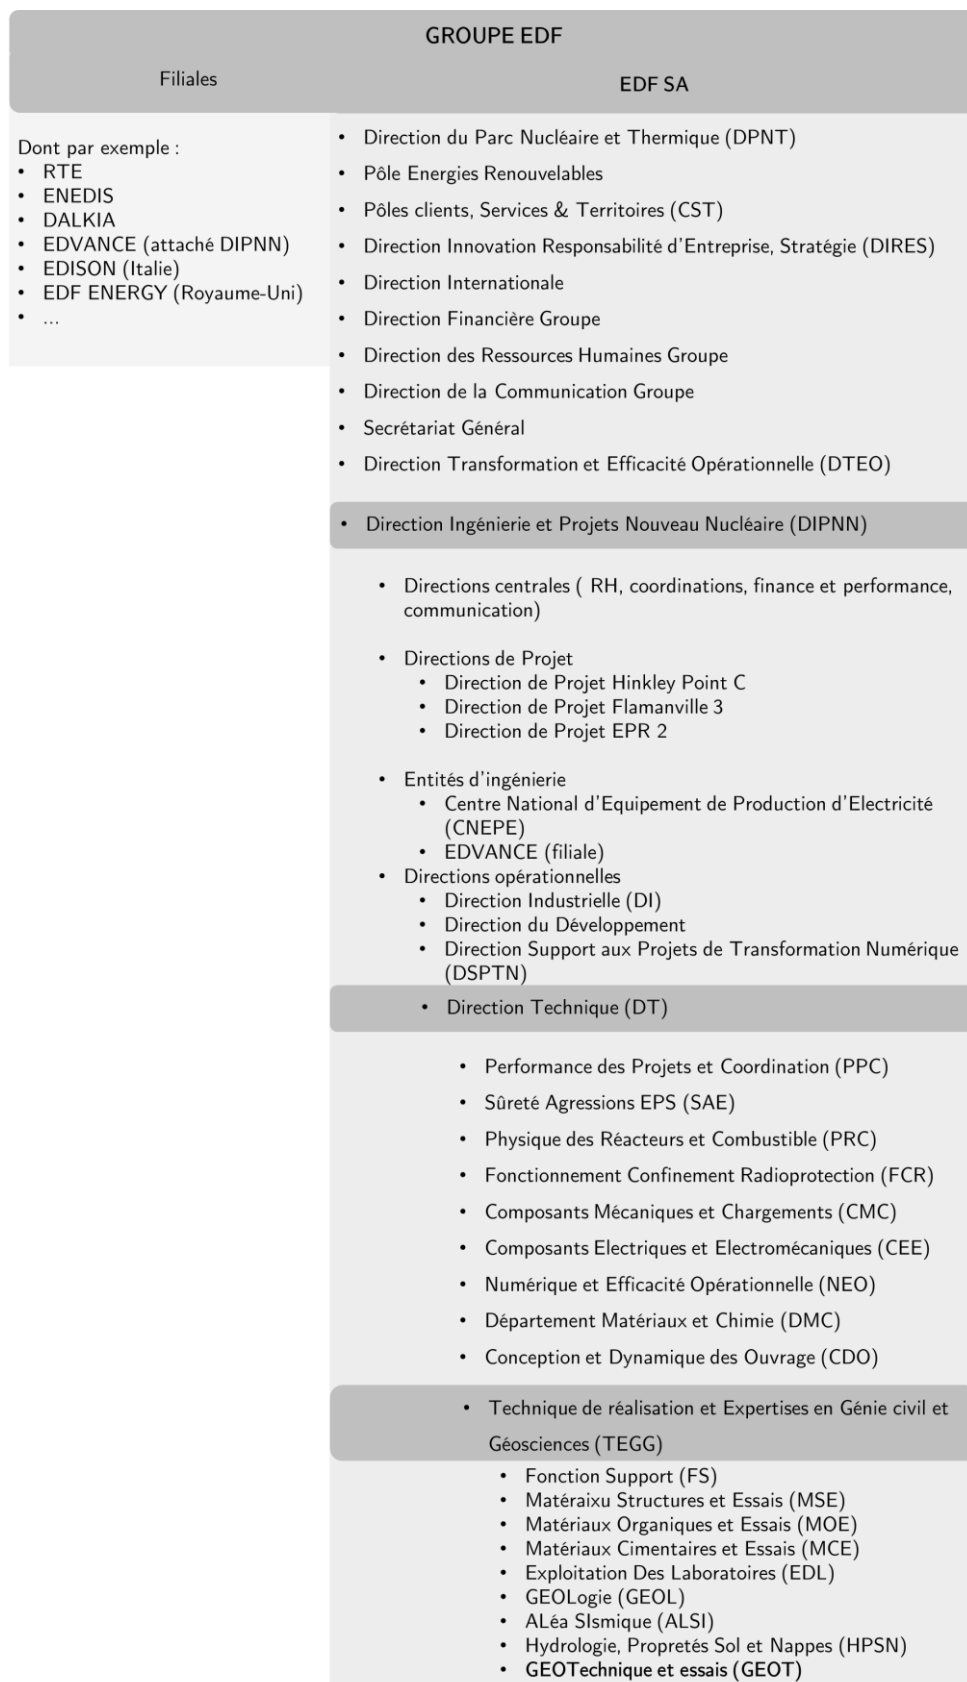 GROUPE EDF
Filiales
EDF SA
Dont par exemple :
• RTE
• ENEDIS
• DALKIA
• EDVANCE (attaché DIPNN)
• EDISON (Italie)
• EDF ENERGY (Royaume-Uni)
• ...
• Direction du Parc Nucléaire et Thermique (DPNT)
• Pôle Energies Renouvelables
• Pôles clients, Services & Territoires (CST)
• Direction Innovation Responsabilité d'Entreprise, Stratégie (DIRES)
• Direction Internationale
• Direction Financière Groupe
• Direction des Ressources Humaines Groupe
• Direction de la Communication Groupe
• Secrétariat Général
• Direction Transformation et Efficacité Opérationnelle (DTEO)
• Direction Ingénierie et Projets Nouveau Nucléaire (DIPNN)
• Directions centrales ( RH, coordinations, finance et performance,
communication)
• Directions de Projet
• Direction de Projet Hinkley Point C
• Direction de Projet Flamanville 3
• Direction de Projet EPR 2
• Entités d'ingénierie
• Centre National d'Equipement de Production d'Electricité
(CNEPE)
• EDVANCE (filiale)
• Directions opérationnelles
• Direction Industrielle (DI)
• Direction du Développement
• Direction Support aux Projets de Transformation Numérique
(DSPTN)
• Direction Technique (DT)
• Performance des Projets et Coordination (PPC)
• Sûreté Agressions EPS (SAE)
• Physique des Réacteurs et Combustible (PRC)
• Fonctionnement Confinement Radioprotection (FCR)
• Composants Mécaniques et Chargements (CMC)
• Composants Electriques et Electromécaniques (CEE)
• Numérique et Efficacité Opérationnelle (NEO)
• Département Matériaux et Chimie (DMC)
• Conception et Dynamique des Ouvrage (CDO)
• Technique de réalisation et Expertises en Génie civil et
Géosciences (TEGG)
• Fonction Support (FS)
• Matéraixu Structures et Essais (MSE)
• Matériaux Organiques et Essais (MOE)
• Matériaux Cimentaires et Essais (MCE)
• Exploitation Des Laboratoires (EDL)
• GEOLogie (GEOL)
• ALéa SIsmique (ALSI)
• Hydrologie, Propretés Sol et Nappes (HPSN)
• GEOTechnique et essais (GEOT)